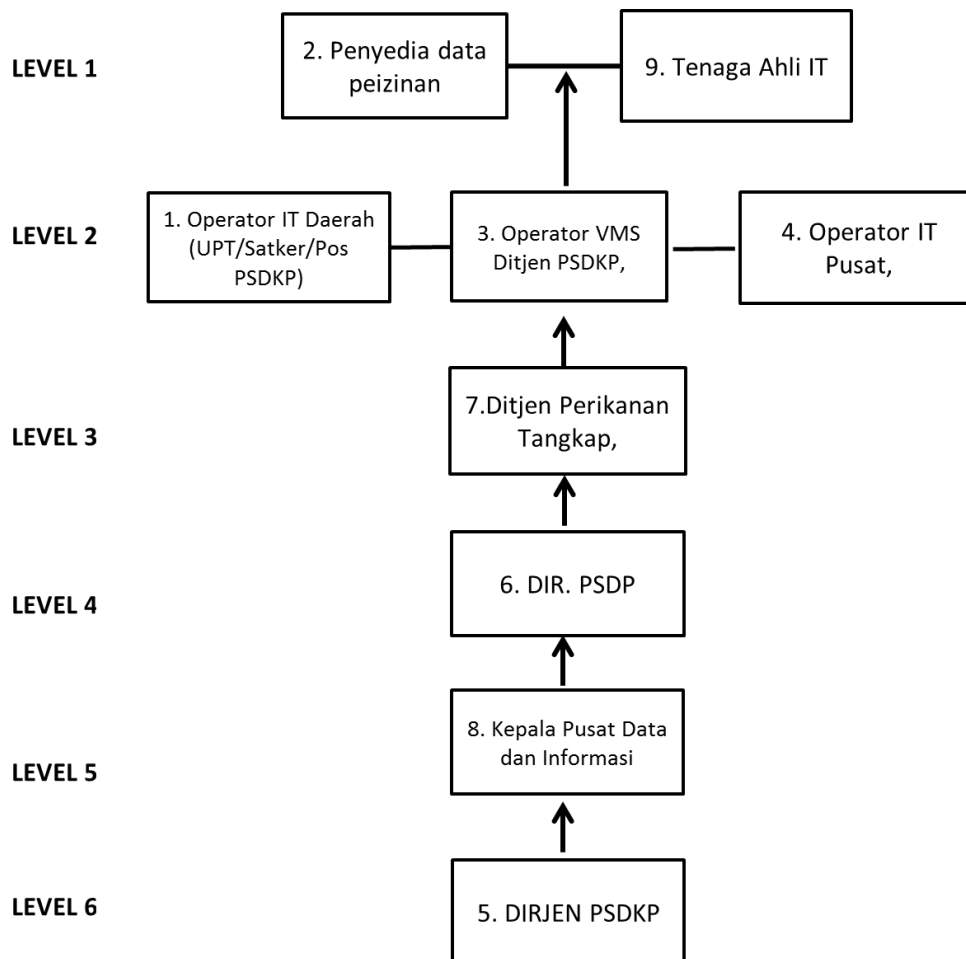 LEVEL 1
2. Penyedia data
peizinan
9. Tenaga Ahli IT
LEVEL 2
1. Operator IT Daerah
(UPT/Satker/Pos
PSDKP)
3. Operator VMS
Ditjen PSDKP,
4. Operator IT
Pusat,
LEVEL 3
7.Ditjen Perikanan
Tangkap,
LEVEL 4
6. DIR. PSDP
LEVEL 5
8. Kepala Pusat Data
dan Informasi
LEVEL 6
5. DIRJEN PSDKP